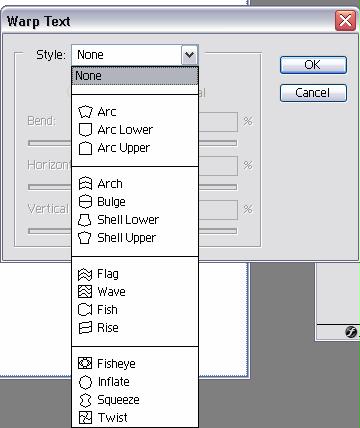 Warp Text
Style: None
OK
None
Cancel
al
Arc
Bend: %
Arc Lower
Arc Upper
Horizon %
Arch
Bulge
Vertical %
Shell Lower
Shell Upper
Flag
Wave
Fish
Rise
Fisheye
Inflate
Squeeze
Twist